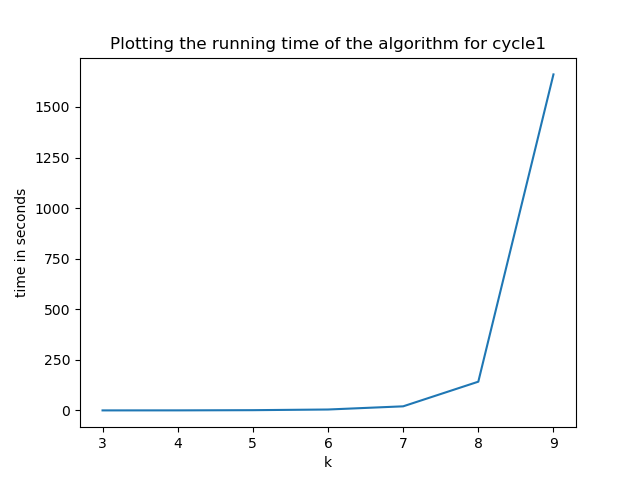 Plotting the running time of the algorithm for cycle1
1500
1250
1000
750
500
250
0
time in seconds
3 4 5 6 7 8 9
k